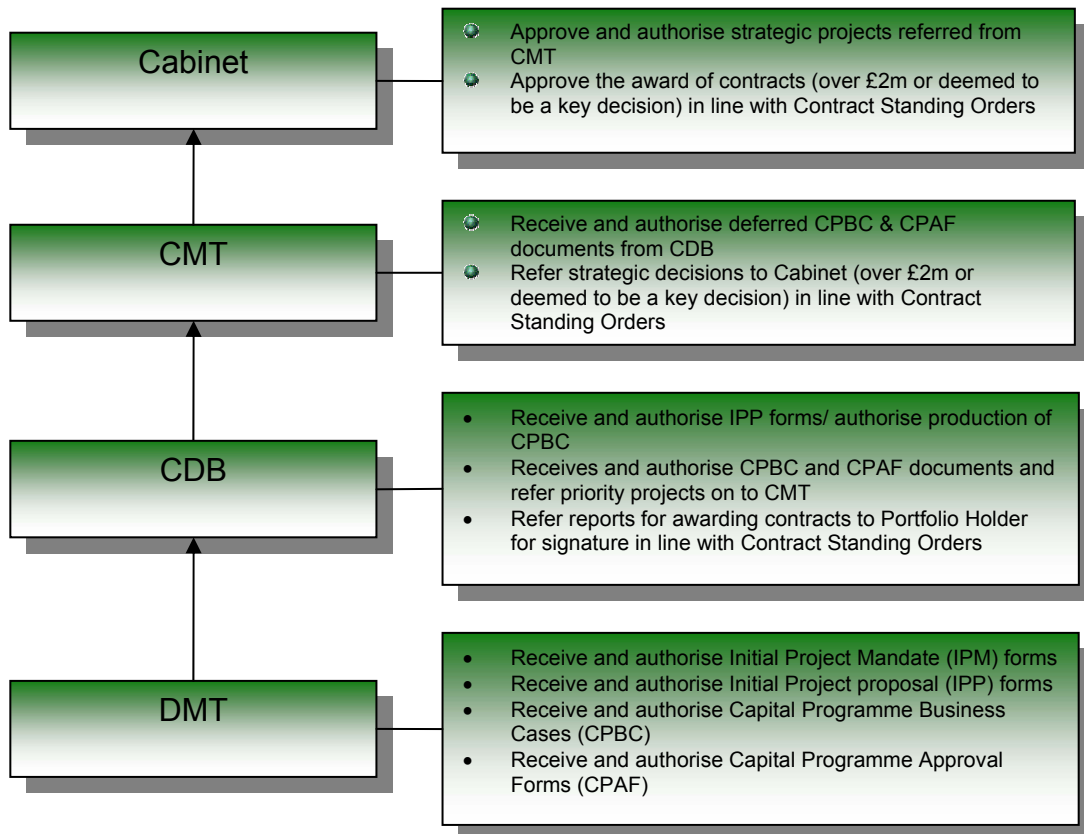 Cabinet
Approve and authorise strategic projects referred from
CMT
Approve the award of contracts (over £2m or deemed to
be a key decision) in line with Contract Standing Orders
CMT
Receive and authorise deferred CPBC & CPAF
documents from CDB
Refer strategic decisions to Cabinet (over £2m or
deemed to be a key decision) in line with Contract
Standing Orders
CDB
• Receive and authorise IPP forms/ authorise production of
CPBC
• Receives and authorise CPBC and CPAF documents and
refer priority projects on to CMT
• Refer reports for awarding contracts to Portfolio Holder
for signature in line with Contract Standing Orders
DMT
• Receive and authorise Initial Project Mandate (IPM) forms
• Receive and authorise Initial Project proposal (IPP) forms
• Receive and authorise Capital Programme Business
Cases (CPBC)
• Receive and authorise Capital Programme Approval
Forms (CPAF)